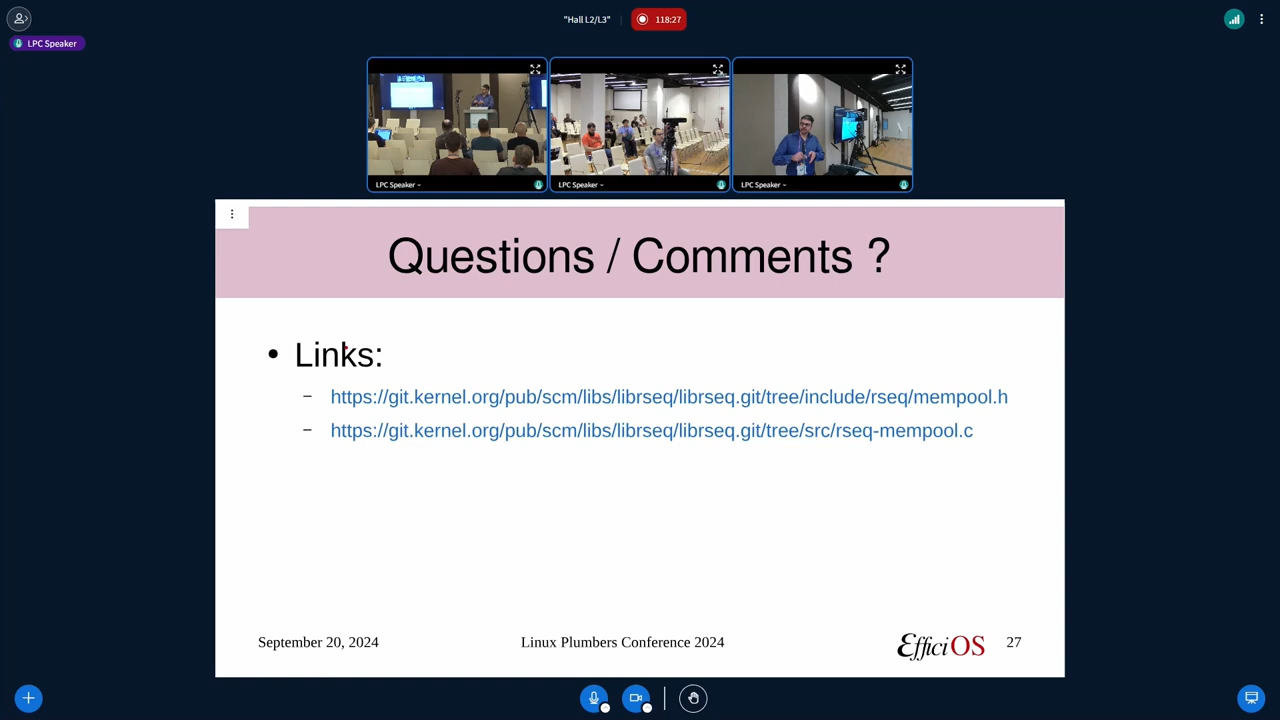 "Hall L2/L3"
118:27
LPC Speaker
LPC Speaker
LPC Speaker
LPC Speaker
Questions / Comments ?
• Links:
– https://git.kernel.org/pub/scm/libs/librseq/librseq.git/tree/include/rseq/mempool.h
– https://git.kernel.org/pub/scm/libs/librseq/librseq.git/tree/src/rseq-mempool.c
September 20, 2024
Linux Plumbers Conference 2024
EfficiOS
27